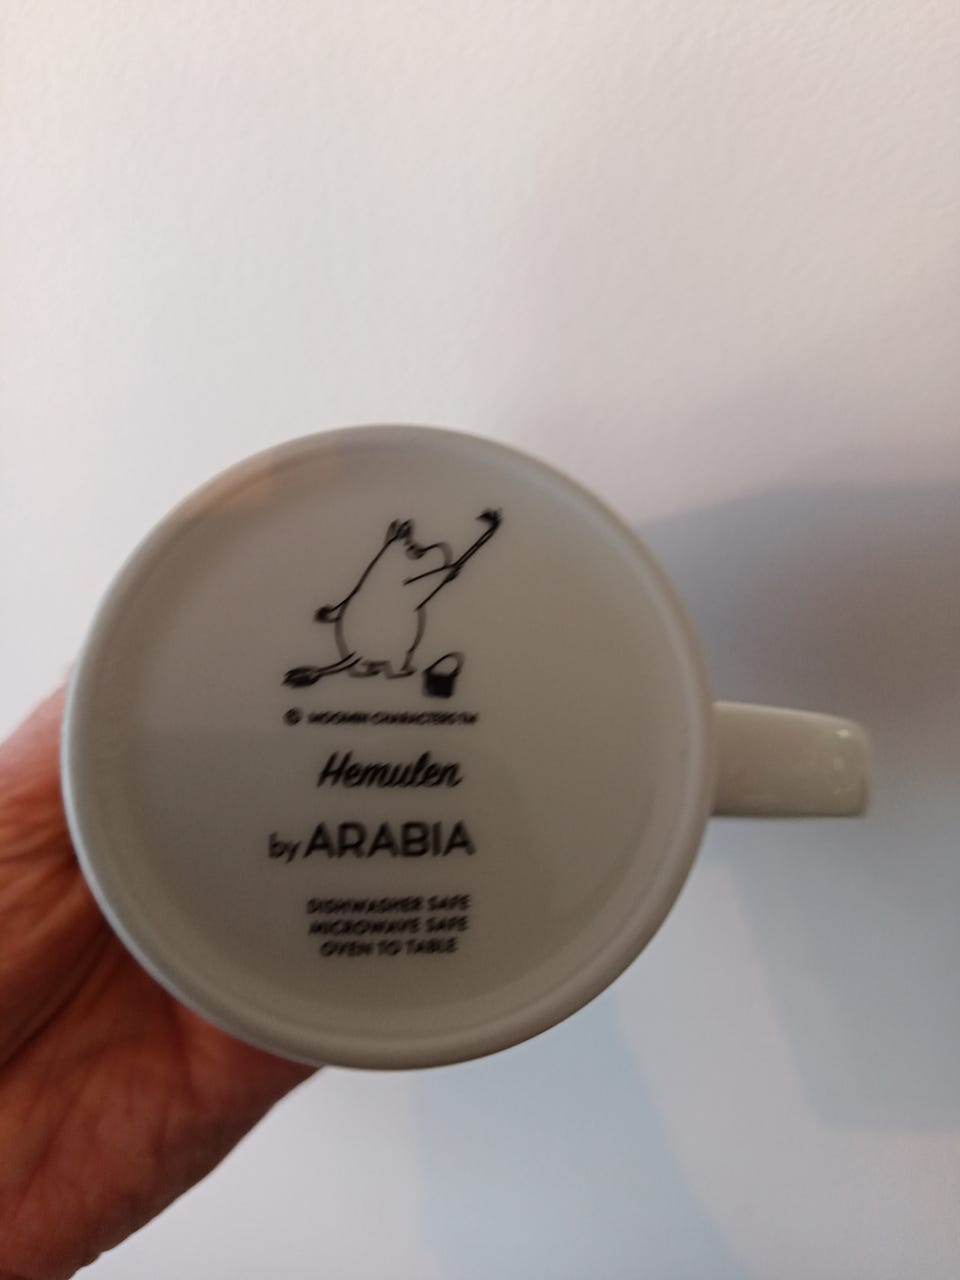 © MOOMIN CHARACTERS™
Hemulen
by ARABIA
DISHWASHER SAFE
MICROWAVE SAFE
OVEN TO TABLE